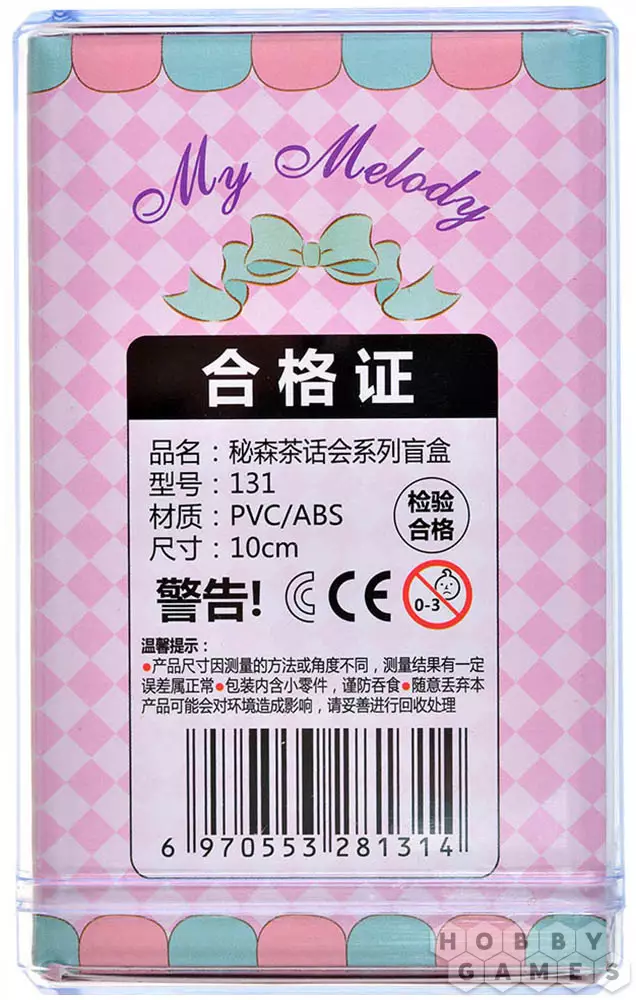 My Melody
合格证
品名：秘森茶话会系列盲盒
型号：131
材质：PVC/ABS
尺寸：10cm
检验
合格
警告! CE
0-3
温馨提示：
●产品尺寸因测量的方法或角度不同，测量结果有一定
误差属正常●包装内含小零件，谨防吞食●随意丢弃本
产品可能会对环境造成影响，请妥善进行回收处理
6 970553 281314
HOBBY
GAMES